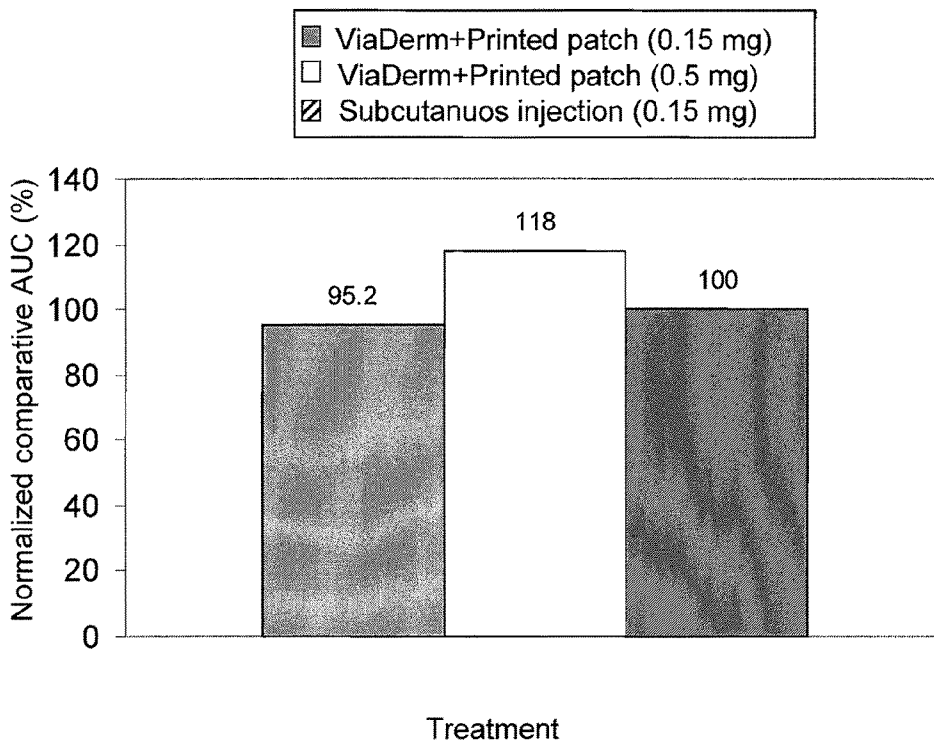 ViaDerm+Printed patch (0.15 mg)
ViaDerm+Printed patch (0.5 mg)
Subcutanuos injection (0.15 mg)
Normalized comparative AUC (%)
140
120
100
80
60
40
20
0
95.2
118
100
Treatment